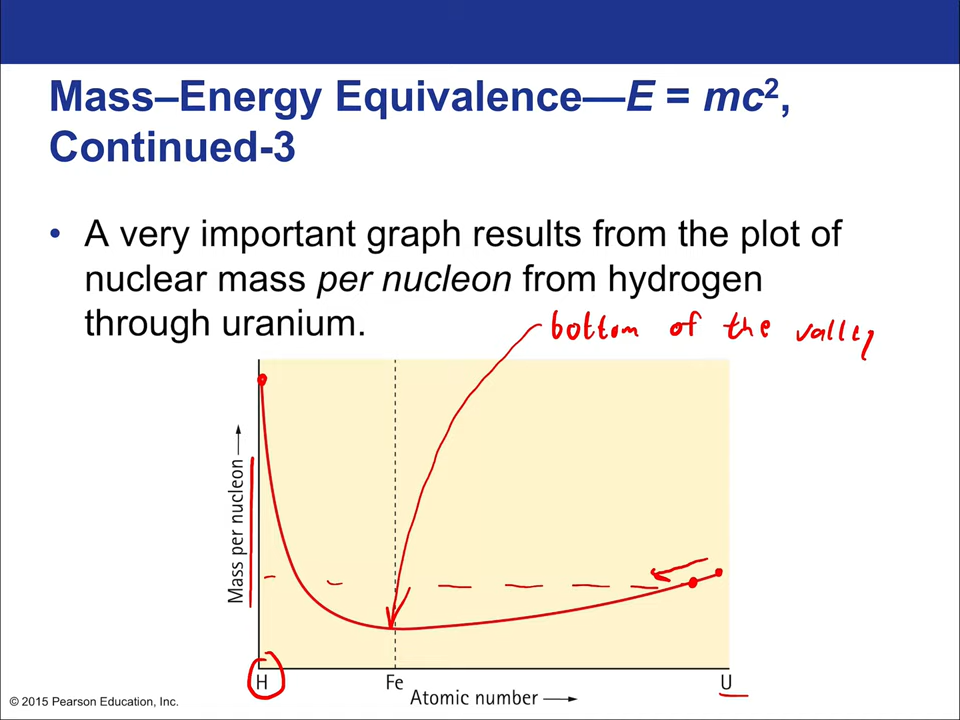 Mass–Energy Equivalence—E = mc²,
Continued-3
• A very important graph results from the plot of
nuclear mass per nucleon from hydrogen
through uranium.
bottom of the valley
Mass per nucleon
H Fe U
Atomic number
© 2015 Pearson Education, Inc.